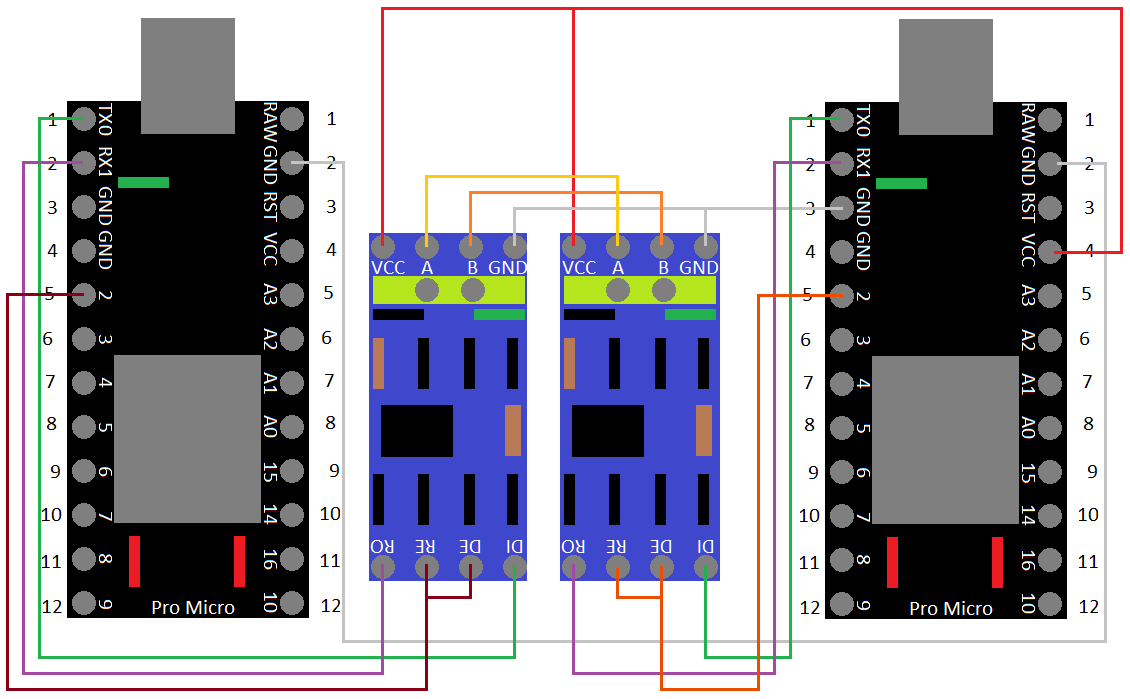 1 TX0 RAW 1
2 RX1 GND 2
3 GND RST 3
4 GND VCC 4
5 2 A3 5
6 3 A2 6
7 4 A1 7
8 5 A0 8
9 6 15 9
10 7 14 10
11 8 16 11
12 9 10 12
Pro Micro
VCC A B GND
RO RE DE DI
VCC A B GND
RO RE DE DI
1 TX0 RAW 1
2 RX1 GND 2
3 GND RST 3
4 GND VCC 4
5 2 A3 5
6 3 A2 6
7 4 A1 7
8 5 A0 8
9 6 15 9
10 7 14 10
11 8 16 11
12 9 10 12
Pro Micro